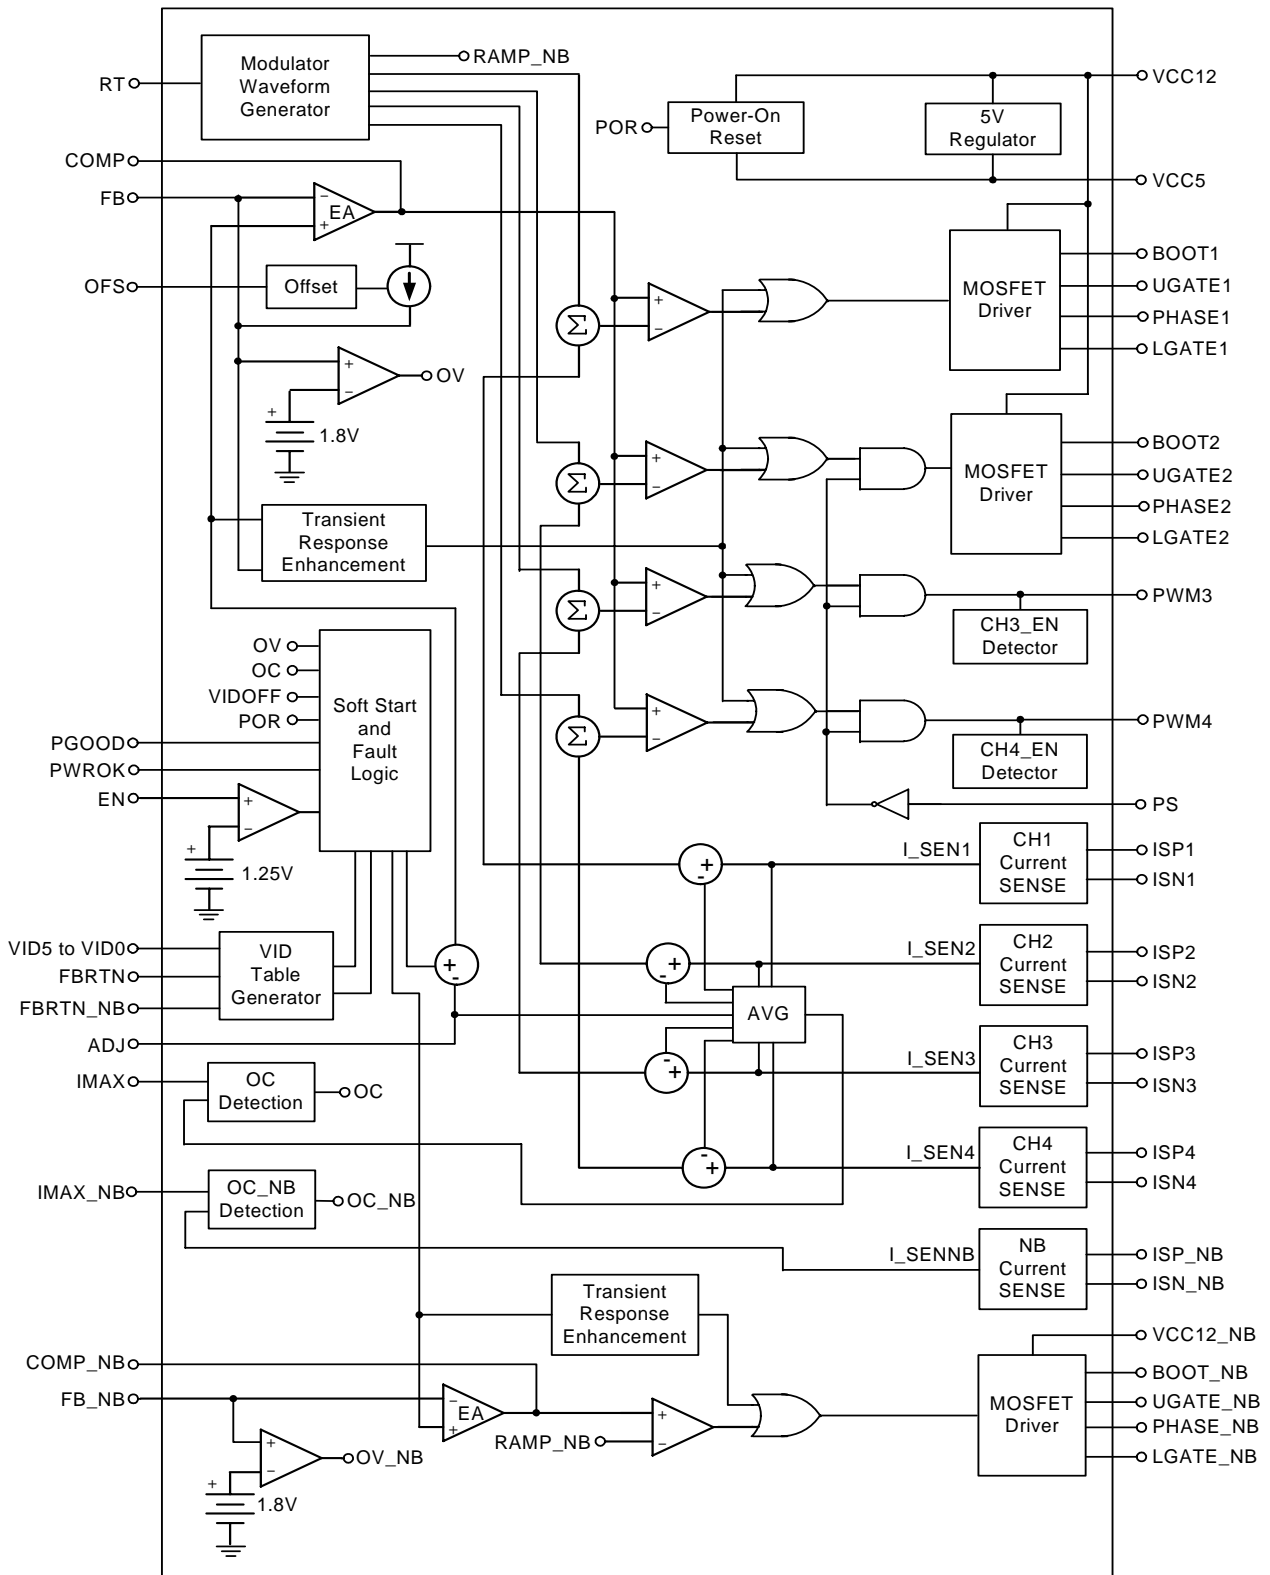 RT
Modulator
Waveform
Generator
RAMP_NB
COMP
FB
−
EA
+
OFS
Offset
+
−
OV
+
1.8V
Transient
Response
Enhancement
POR
Power-On
Reset
5V
Regulator
VCC12
VCC5
Σ
+
−
MOSFET
Driver
BOOT1
UGATE1
PHASE1
LGATE1
Σ
+
−
MOSFET
Driver
BOOT2
UGATE2
PHASE2
LGATE2
Σ
+
−
PWM3
CH3_EN
Detector
Σ
+
−
PWM4
CH4_EN
Detector
PS
OV
OC
VIDOFF
POR
PGOOD
PWROK
EN
+
−
Soft Start
and
Fault
Logic
+
1.25V
VID5 to VID0
FBRTN
FBRTN_NB
VID
Table
Generator
+
-
ADJ
IMAX
OC
Detection
OC
IMAX_NB
OC_NB
Detection
OC_NB
+
-
I_SEN1
CH1
Current
SENSE
ISP1
ISN1
+
-
I_SEN2
CH2
Current
SENSE
ISP2
ISN2
AVG
-
+
I_SEN3
CH3
Current
SENSE
ISP3
ISN3
-
+
I_SEN4
CH4
Current
SENSE
ISP4
ISN4
I_SENNB
NB
Current
SENSE
ISP_NB
ISN_NB
Transient
Response
Enhancement
COMP_NB
FB_NB
−
EA
+
+
−
RAMP_NB
+
−
OV_NB
+
1.8V
MOSFET
Driver
VCC12_NB
BOOT_NB
UGATE_NB
PHASE_NB
LGATE_NB